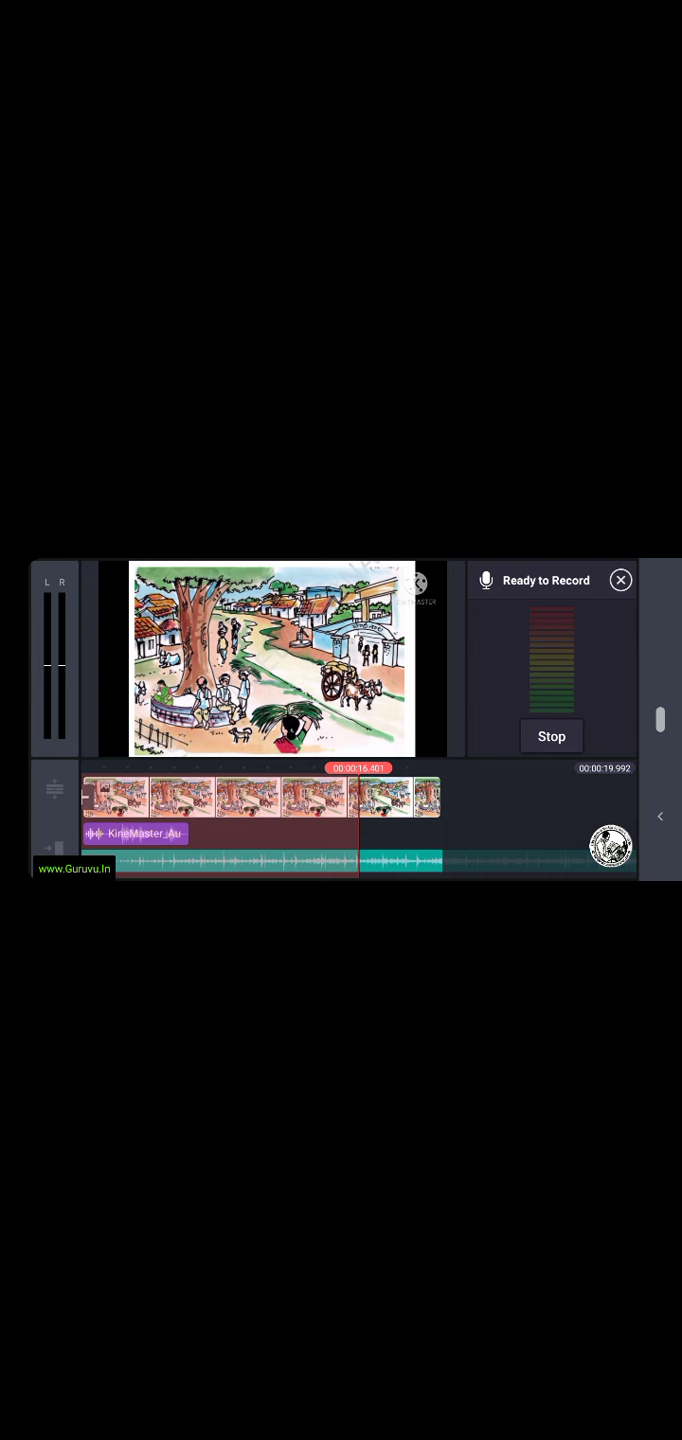 L R
Ready to Record
Stop
00:00:16.401
00:00:19.992
KineMaster_Au
www.Guruvu.In